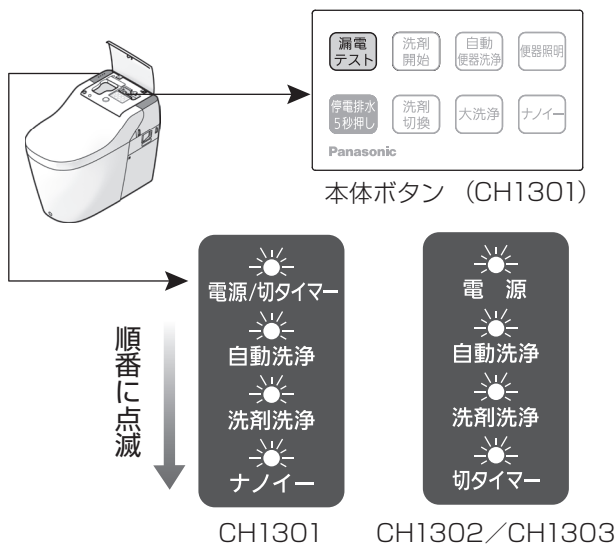 漏電
テスト
洗剤
開始
自動
便器洗浄
便器照明
停電排水
5秒押し
洗剤
切換
大洗浄
ナノイー
Panasonic
本体ボタン （CH1301）
順番に点滅
電源/切タイマー
自動洗浄
洗剤洗浄
ナノイー
CH1301
電　源
自動洗浄
洗剤洗浄
切タイマー
CH1302／CH1303